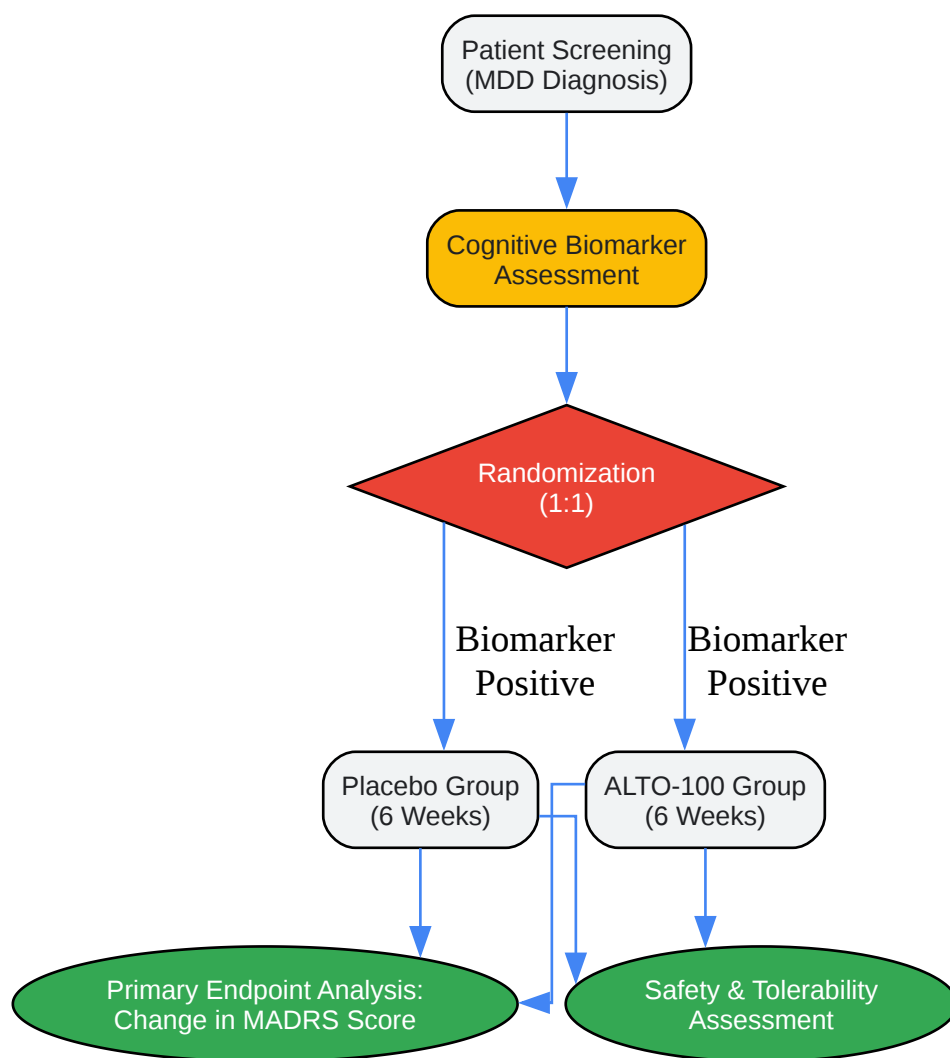 Patient Screening
(MDD Diagnosis)
Cognitive Biomarker
Assessment
Randomization
(1:1)
Biomarker
Positive
Biomarker
Positive
Placebo Group
(6 Weeks)
ALTO-100 Group
(6 Weeks)
Primary Endpoint Analysis:
Change in MADRS Score
Safety & Tolerability
Assessment